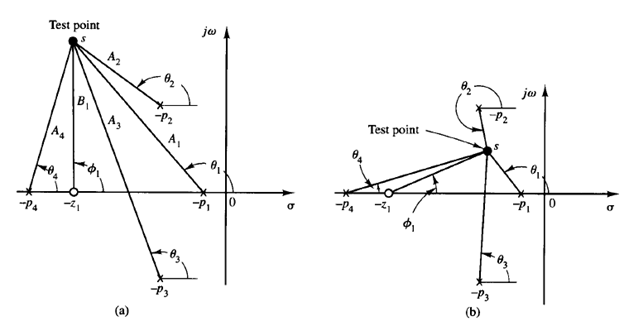 Test point
s
jω
A₂
θ₂
B₁
−p₂
A₄
A₃
A₁
θ₄
ϕ₁
θ₁
−p₄
−z₁
−p₁
0
σ
θ₃
−p₃
(a)
jω
θ₂
−p₂
Test point
s
θ₄
θ₁
−p₄
−z₁
ϕ₁
−p₁
0
σ
θ₃
−p₃
(b)